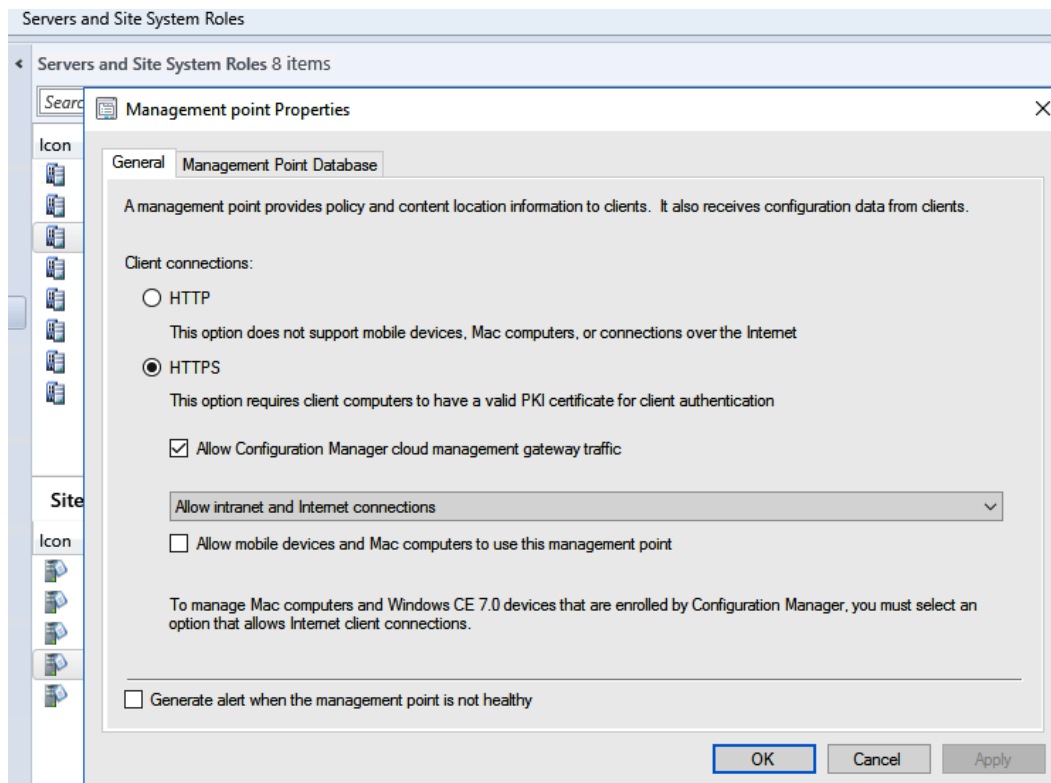 Servers and Site System Roles
Servers and Site System Roles 8 items
Searc
Management point Properties
Icon
General
Management Point Database
A management point provides policy and content location information to clients.  It also receives configuration data from clients.
Client connections:
HTTP
This option does not support mobile devices, Mac computers, or connections over the Internet
HTTPS
This option requires client computers to have a valid PKI certificate for client authentication
Allow Configuration Manager cloud management gateway traffic
Site
Allow intranet and Internet connections
Icon
Allow mobile devices and Mac computers to use this management point
To manage Mac computers and Windows CE 7.0 devices that are enrolled by Configuration Manager, you must select an
option that allows Internet client connections.
Generate alert when the management point is not healthy
OK
Cancel
Apply